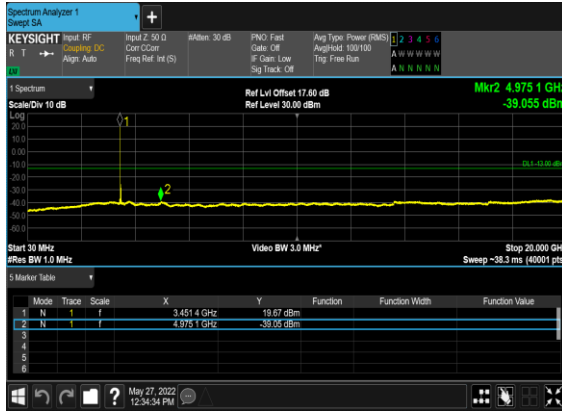 Spectrum Analyzer 1
Swept SA
+
KEYSIGHT Input: RF Input Z: 50 Ω #Atten: 30 dB PNO: Fast Avg Type: Power (RMS) 1 2 3 4 5 6
R T Coupling: DC Corr CCorr Gate: Off Avg|Hold: 100/100 A W W W W W
Align: Auto Freq Ref: Int (S) IF Gain: Low Trig: Free Run
Sig Track: Off A N N N N N
LU
1 Spectrum Ref Lvl Offset 17.60 dB Mkr2 4.975 1 GHz
Scale/Div 10 dB Ref Level 30.00 dBm -39.055 dBm
Log
20.0
10.0
0.00
-10.0
-20.0
-30.0
-40.0
-50.0
-60.0
1
2
DL1 -13.00 dBm
Start 30 MHz Video BW 3.0 MHz* Stop 20.000 GHz
#Res BW 1.0 MHz Sweep ~38.3 ms (40001 pts)
5 Marker Table
Mode Trace Scale X Y Function Function Width Function Value
1 N 1 f 3.451 4 GHz 19.67 dBm
2 N 1 f 4.975 1 GHz -39.05 dBm
3
4
5
6
? May 27, 2022
12:34:34 PM